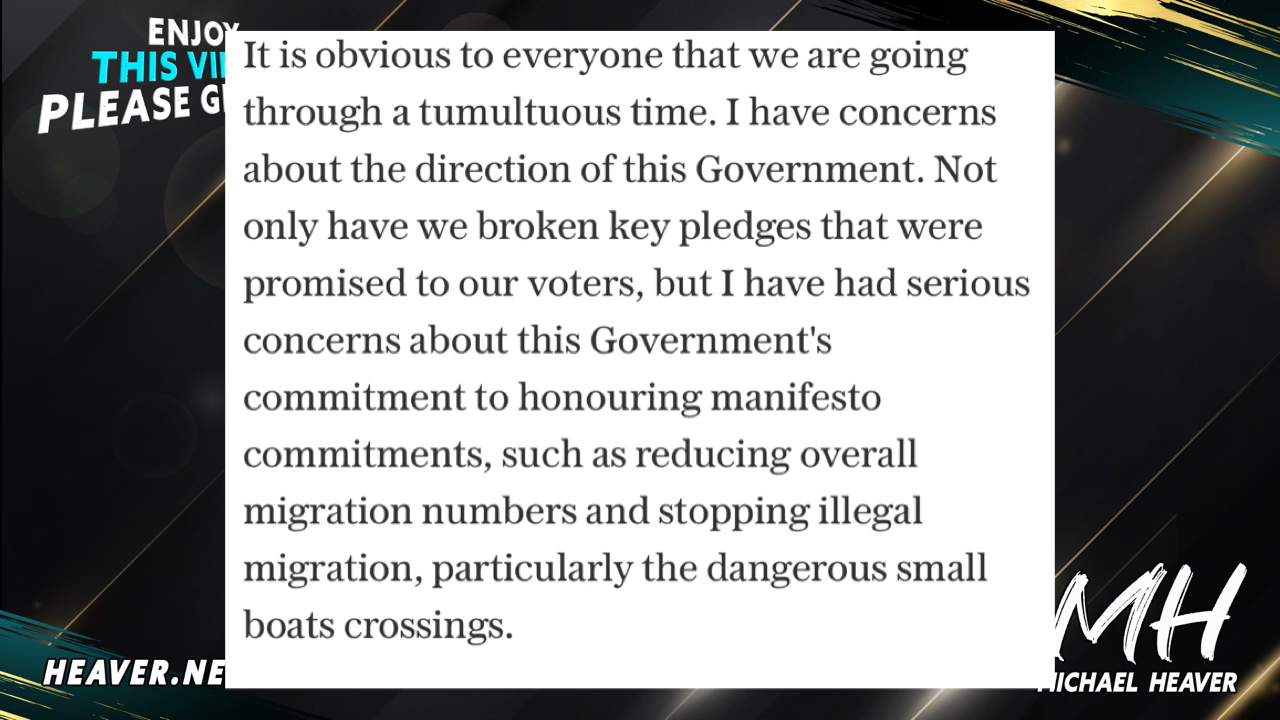 ENJOY
THIS
PLEASE
It is obvious to everyone that we are going
through a tumultuous time. I have concerns
about the direction of this Government. Not
only have we broken key pledges that were
promised to our voters, but I have had serious
concerns about this Government's
commitment to honouring manifesto
commitments, such as reducing overall
migration numbers and stopping illegal
migration, particularly the dangerous small
boats crossings.
HEAVER.NE
MH
MICHAEL HEAVER